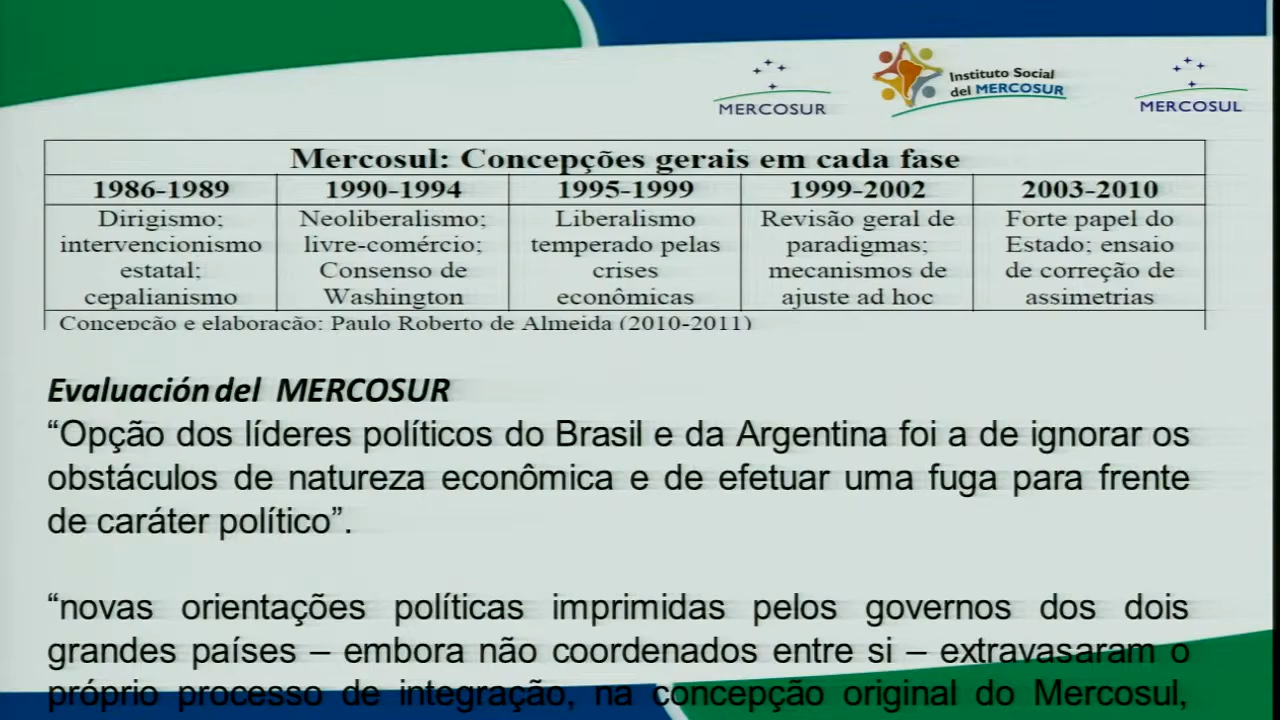 MERCOSUR
Instituto Social
del MERCOSUR
MERCOSUL
Mercosul: Concepções gerais em cada fase
1986-1989 1990-1994 1995-1999 1999-2002 2003-2010
Dirigismo; Neoliberalismo; Liberalismo Revisão geral de Forte papel do
intervencionismo livre-comércio; temperado pelas paradigmas; Estado; ensaio
estatal; Consenso de crises mecanismos de de correção de
cepalianismo Washington econômicas ajuste ad hoc assimetrias
Concepção e elaboração: Paulo Roberto de Almeida (2010-2011)
Evaluación del MERCOSUR
“Opção dos líderes políticos do Brasil e da Argentina foi a de ignorar os
obstáculos de natureza econômica e de efetuar uma fuga para frente
de caráter político”.
“novas orientações políticas imprimidas pelos governos dos dois
grandes países – embora não coordenados entre si – extravasaram o
próprio processo de integração, na concepção original do Mercosul,